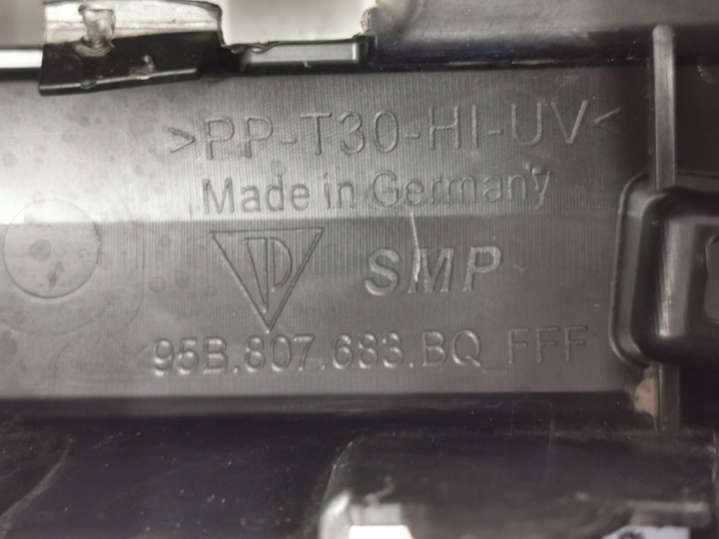 >PP-T30-HI-UV<
Made in Germany
SMP
95B.807.683.BQ_FFF